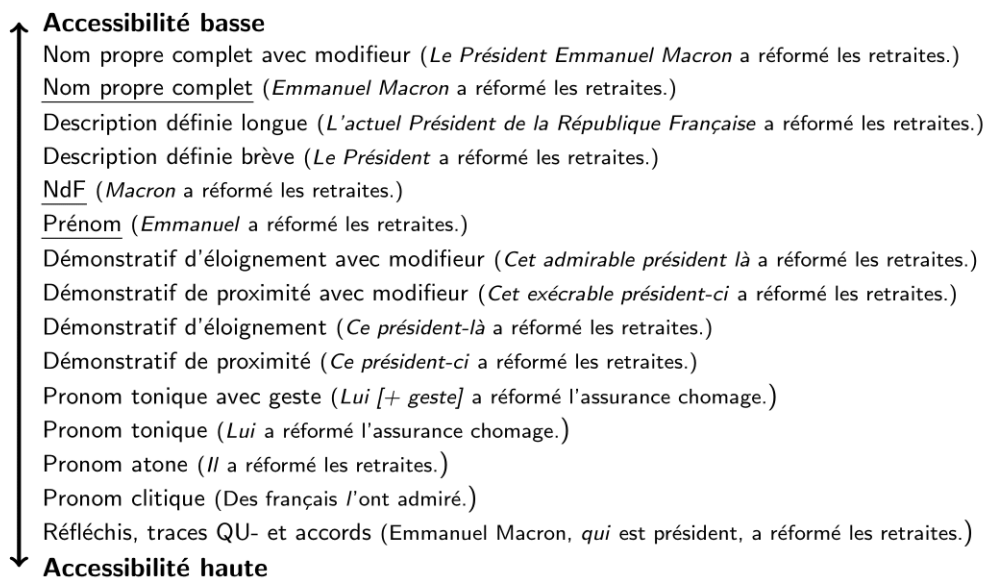 Accessibilité basse
Nom propre complet avec modifieur (Le Président Emmanuel Macron a réformé les retraites.)
Nom propre complet (Emmanuel Macron a réformé les retraites.)
Description définie longue (L'actuel Président de la République Française a réformé les retraites.)
Description définie brève (Le Président a réformé les retraites.)
NdF (Macron a réformé les retraites.)
Prénom (Emmanuel a réformé les retraites.)
Démonstratif d'éloignement avec modifieur (Cet admirable président là a réformé les retraites.)
Démonstratif de proximité avec modifieur (Cet exécrable président-ci a réformé les retraites.)
Démonstratif d'éloignement (Ce président-là a réformé les retraites.)
Démonstratif de proximité (Ce président-ci a réformé les retraites.)
Pronom tonique avec geste (Lui [+ geste] a réformé l'assurance chomage.)
Pronom tonique (Lui a réformé l'assurance chomage.)
Pronom atone (Il a réformé les retraites.)
Pronom clitique (Des français l'ont admiré.)
Réfléchis, traces QU- et accords (Emmanuel Macron, qui est président, a réformé les retraites.)
Accessibilité haute